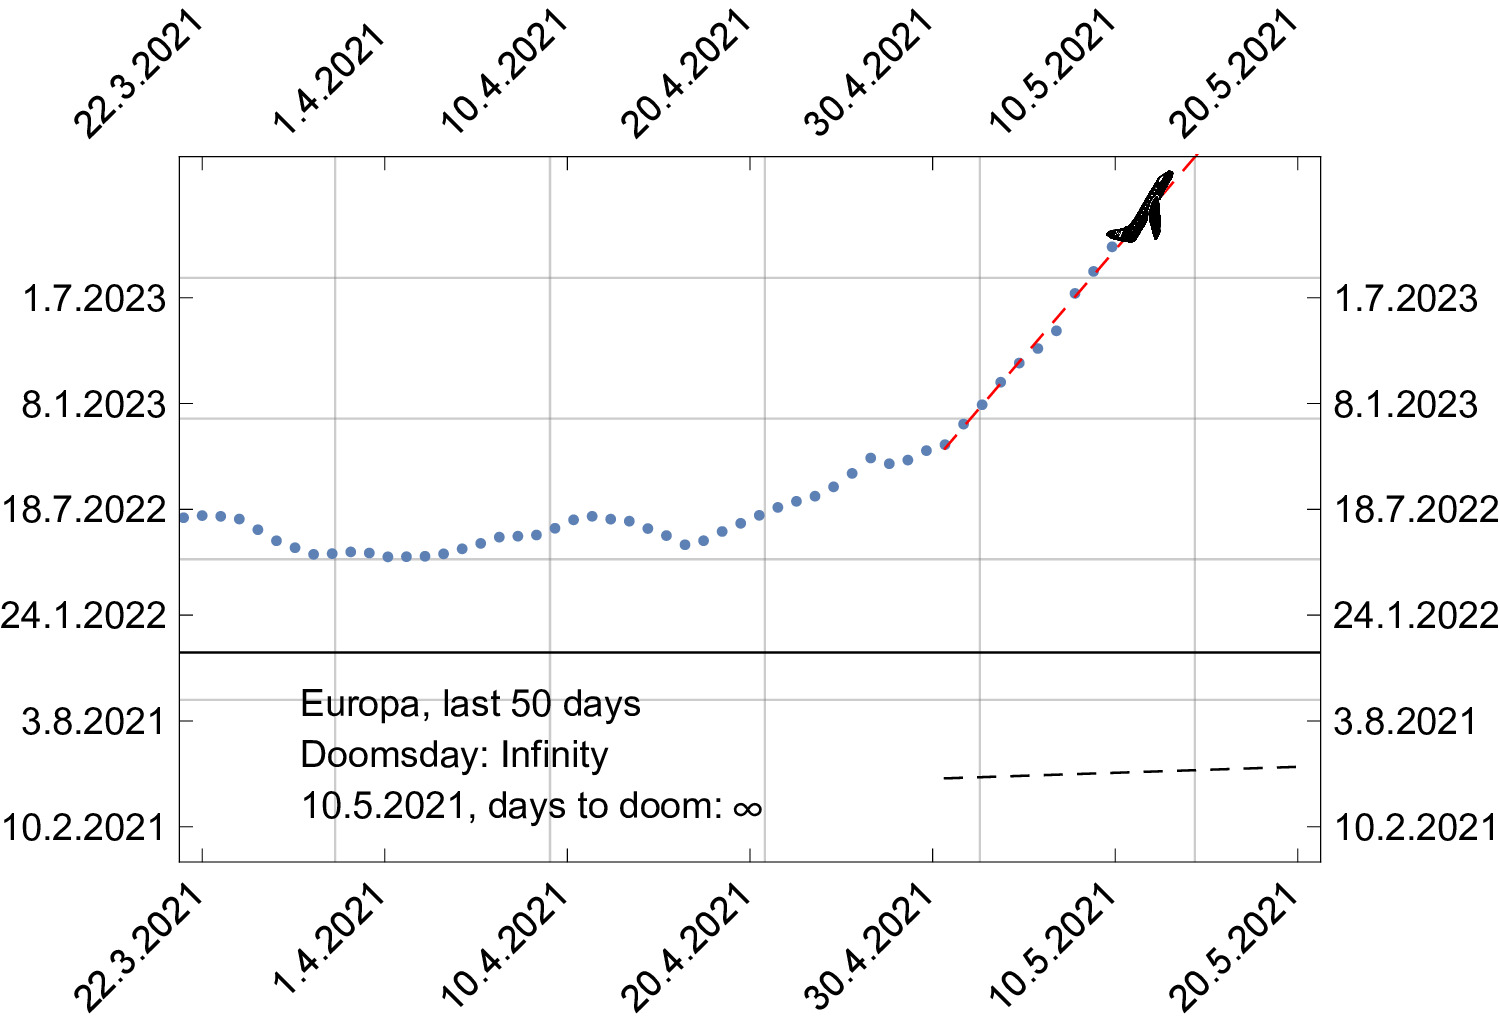 22.3.2021 1.4.2021 10.4.2021 20.4.2021 30.4.2021 10.5.2021 20.5.2021
1.7.2023 1.7.2023
8.1.2023 8.1.2023
18.7.2022 18.7.2022
24.1.2022 24.1.2022
Europa, last 50 days
3.8.2021 3.8.2021
Doomsday: Infinity
10.5.2021, days to doom: ∞
10.2.2021 10.2.2021
22.3.2021 1.4.2021 10.4.2021 20.4.2021 30.4.2021 10.5.2021 20.5.2021